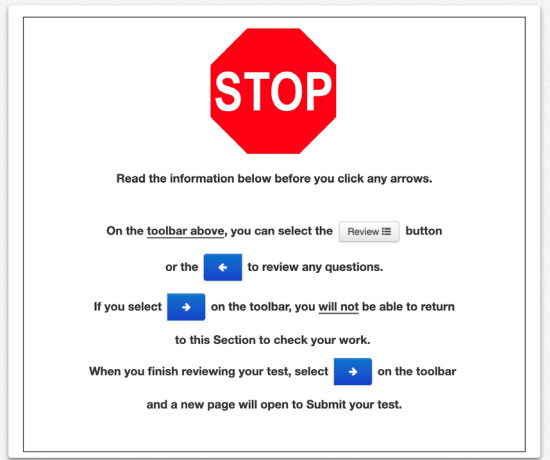 STOP
Read the information below before you click any arrows.
On the toolbar above, you can select the Review button
or the ← to review any questions.
If you select → on the toolbar, you will not be able to return
to this Section to check your work.
When you finish reviewing your test, select → on the toolbar
and a new page will open to Submit your test.